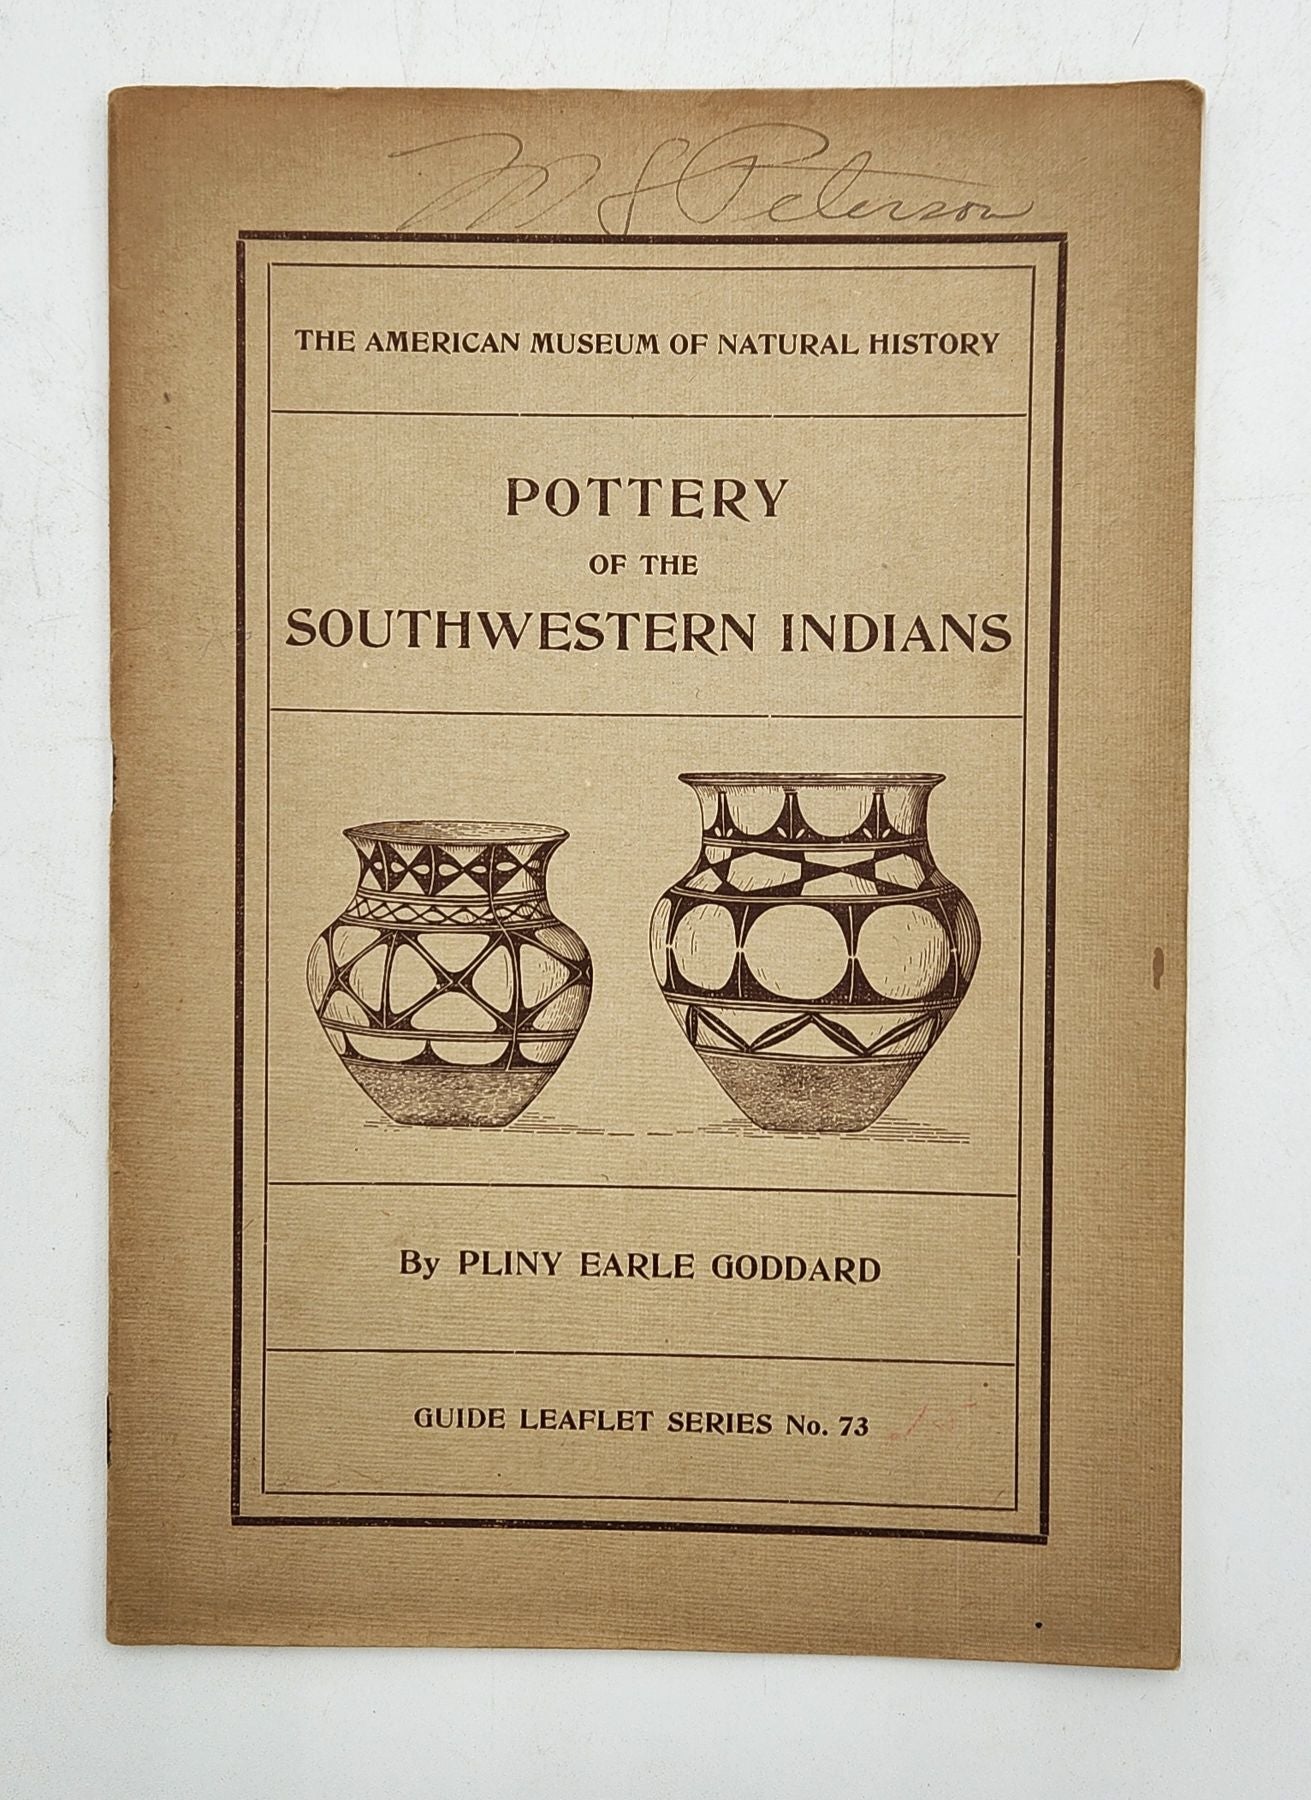 M S Peterson
THE AMERICAN MUSEUM OF NATURAL HISTORY
POTTERY
OF THE
SOUTHWESTERN INDIANS
By PLINY EARLE GODDARD
GUIDE LEAFLET SERIES No. 73